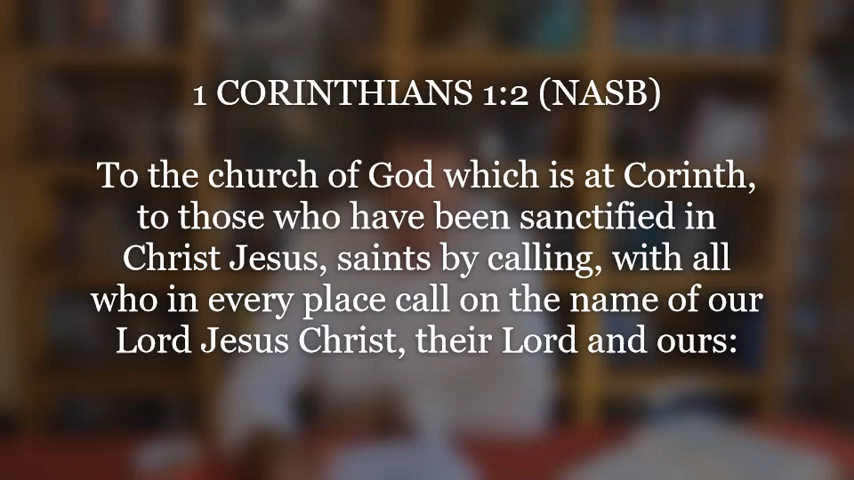 1 CORINTHIANS 1:2 (NASB)
To the church of God which is at Corinth,
to those who have been sanctified in
Christ Jesus, saints by calling, with all
who in every place call on the name of our
Lord Jesus Christ, their Lord and ours: